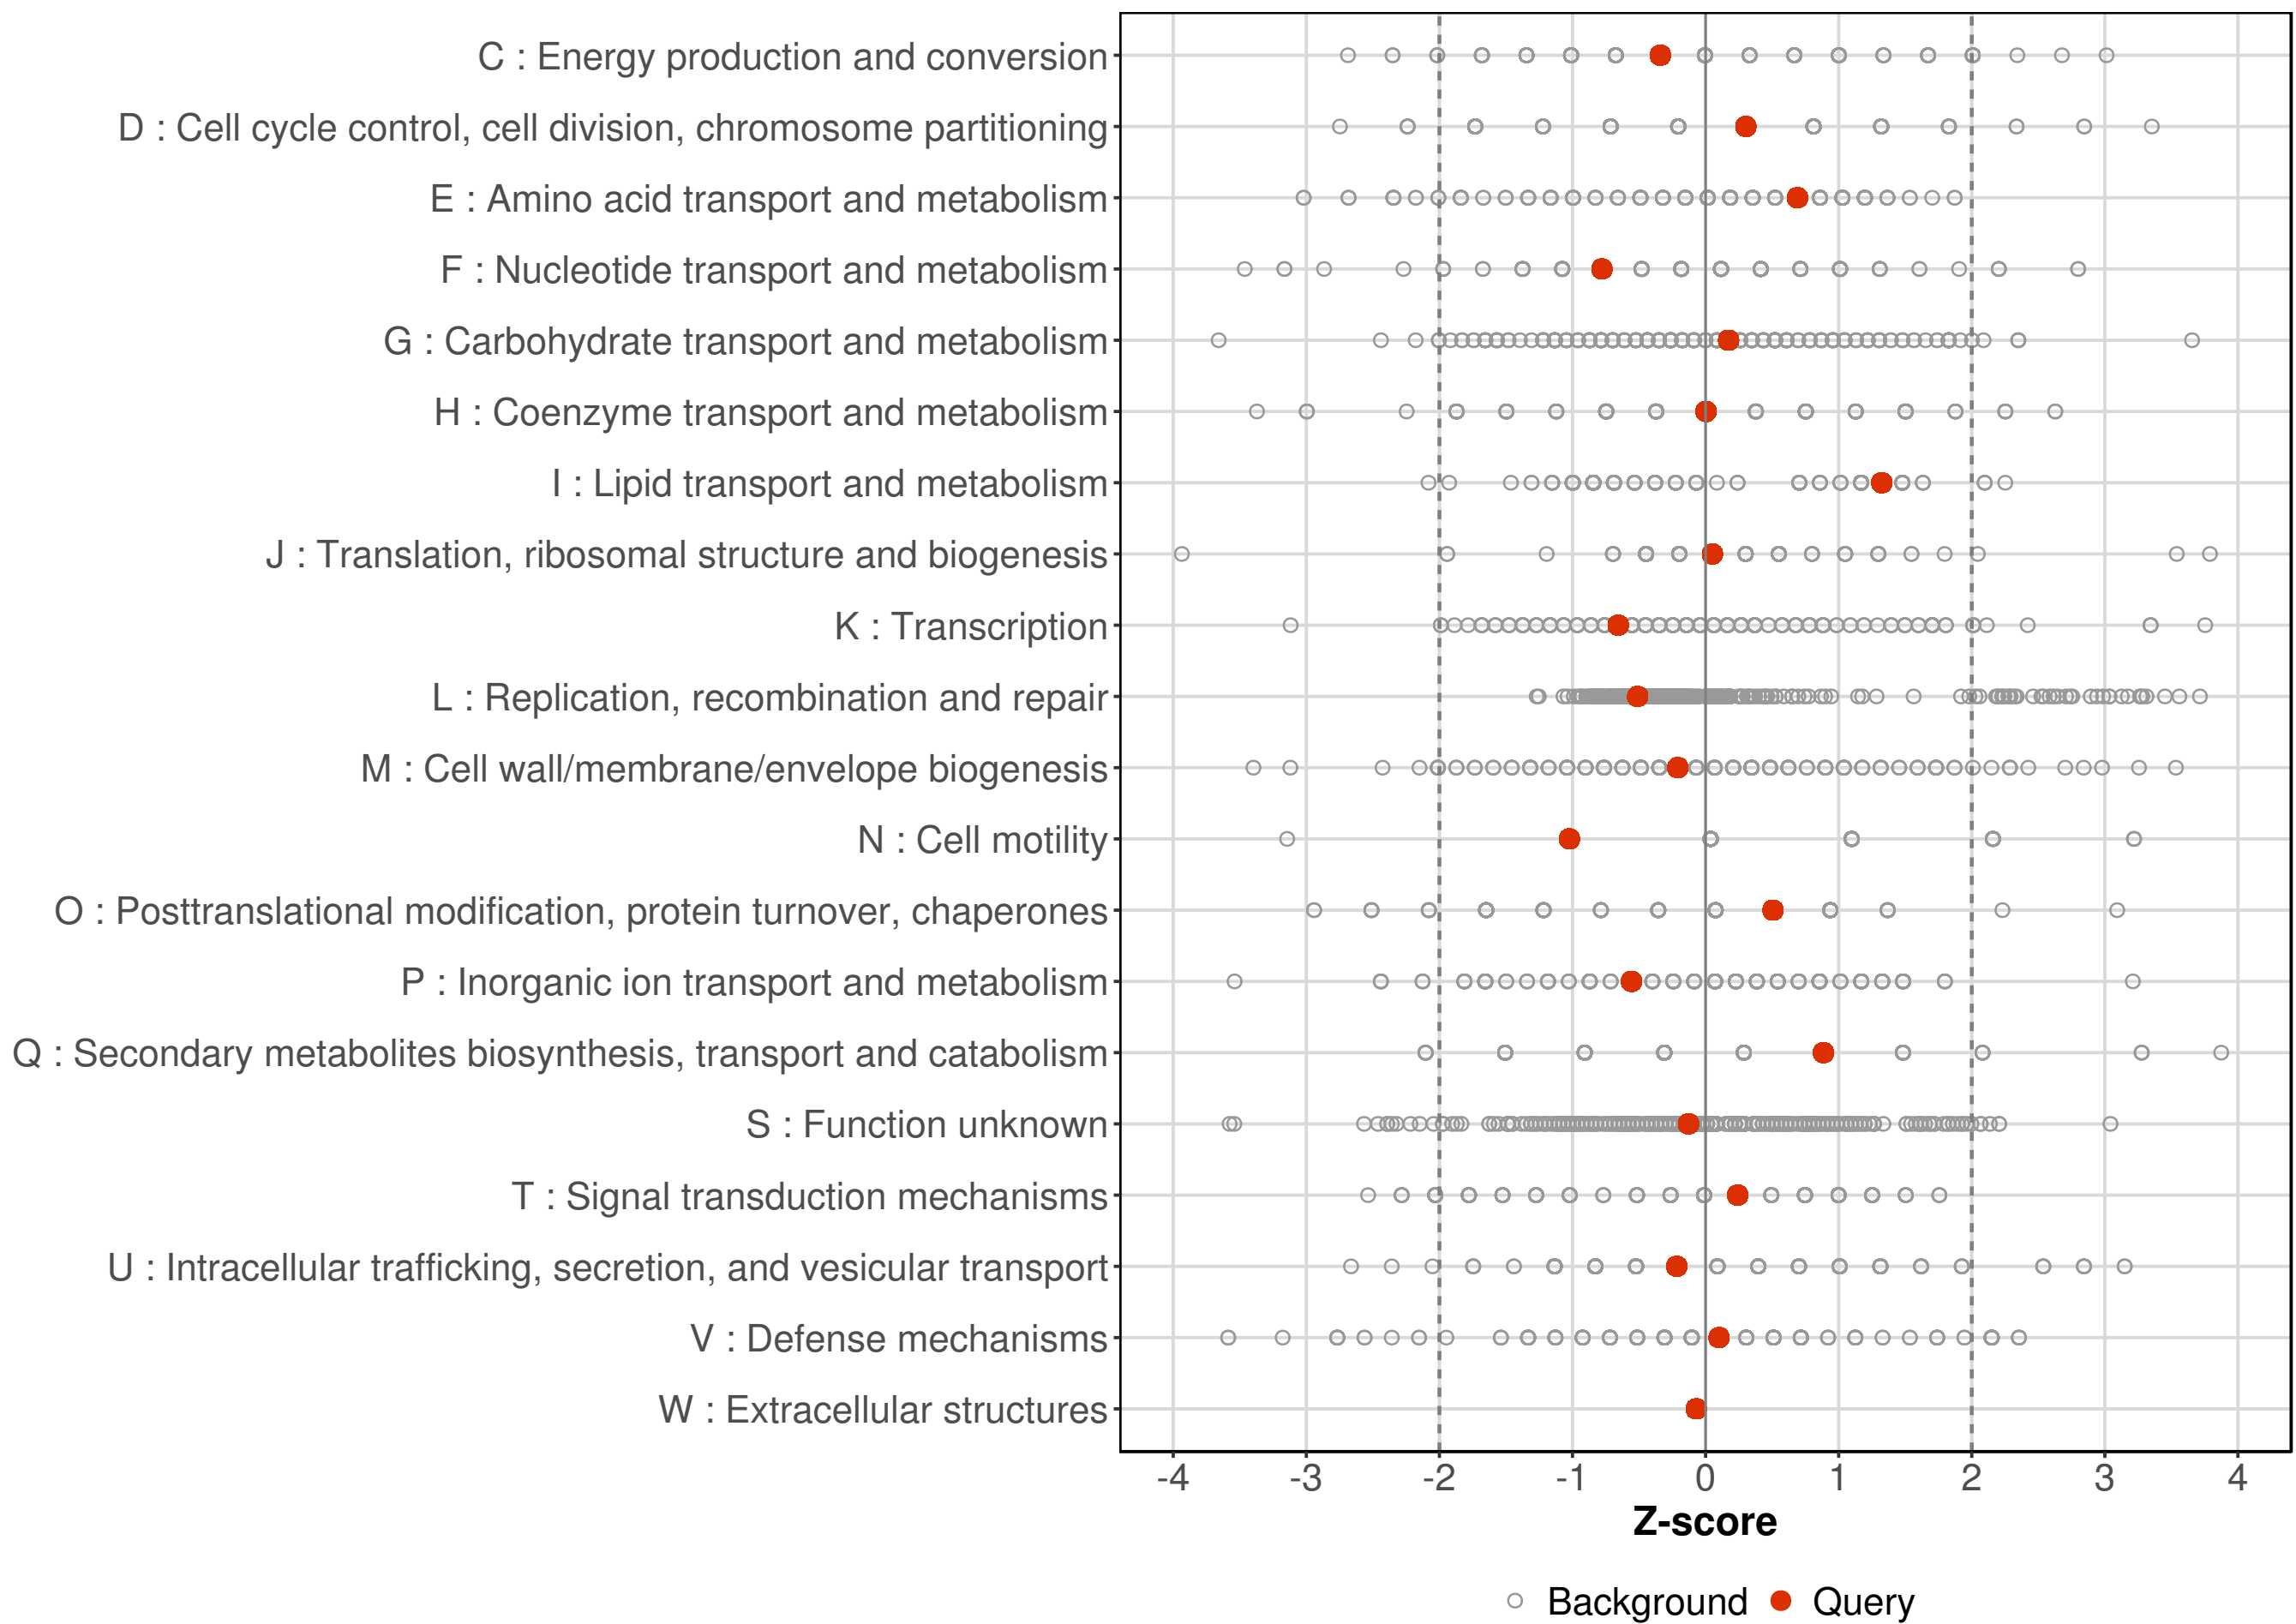 C : Energy production and conversion
D : Cell cycle control, cell division, chromosome partitioning
E : Amino acid transport and metabolism
F : Nucleotide transport and metabolism
G : Carbohydrate transport and metabolism
H : Coenzyme transport and metabolism
I : Lipid transport and metabolism
J : Translation, ribosomal structure and biogenesis
K : Transcription
L : Replication, recombination and repair
M : Cell wall/membrane/envelope biogenesis
N : Cell motility
O : Posttranslational modification, protein turnover, chaperones
P : Inorganic ion transport and metabolism
Q : Secondary metabolites biosynthesis, transport and catabolism
S : Function unknown
T : Signal transduction mechanisms
U : Intracellular trafficking, secretion, and vesicular transport
V : Defense mechanisms
W : Extracellular structures
-4 -3 -2 -1 0 1 2 3 4
Z-score
Background Query